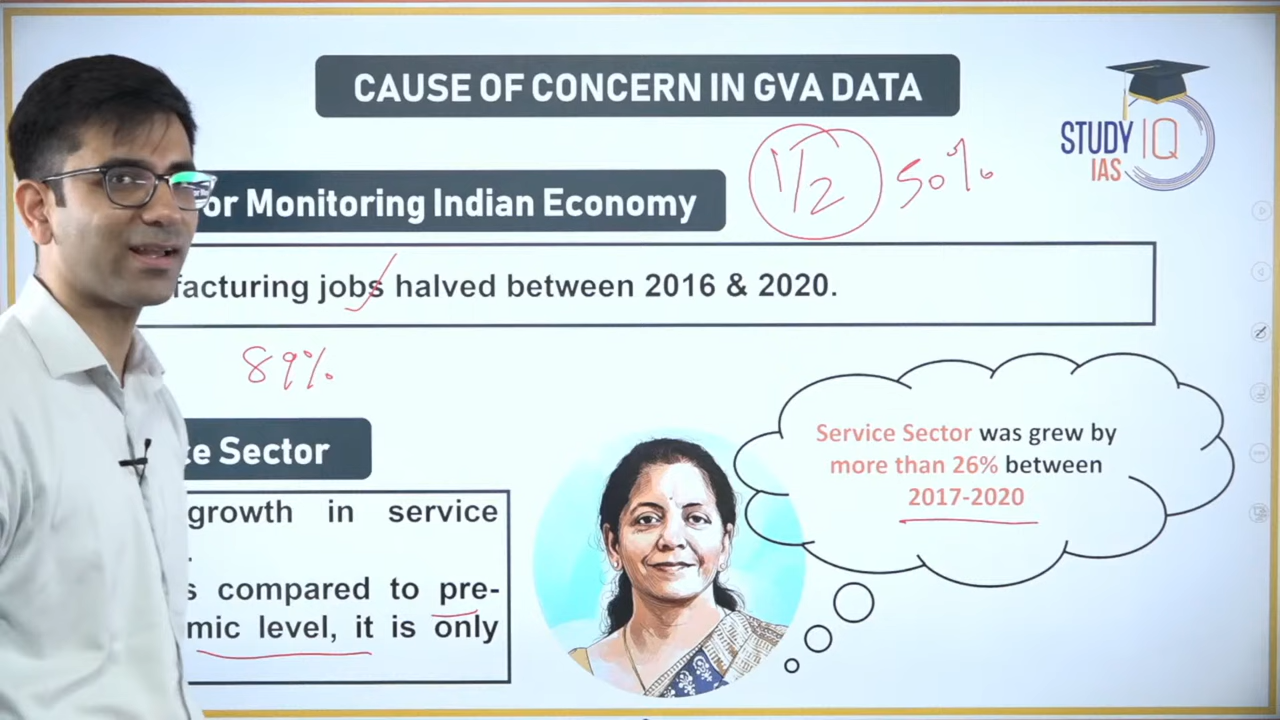 CAUSE OF CONCERN IN GVA DATA
STUDY IQ
IAS
1/2 50%
or Monitoring Indian Economy
facturing jobs halved between 2016 & 2020.
89%
Service Sector was grew by
more than 26% between
2017-2020
ce Sector
growth in service
s compared to pre-
mic level, it is only